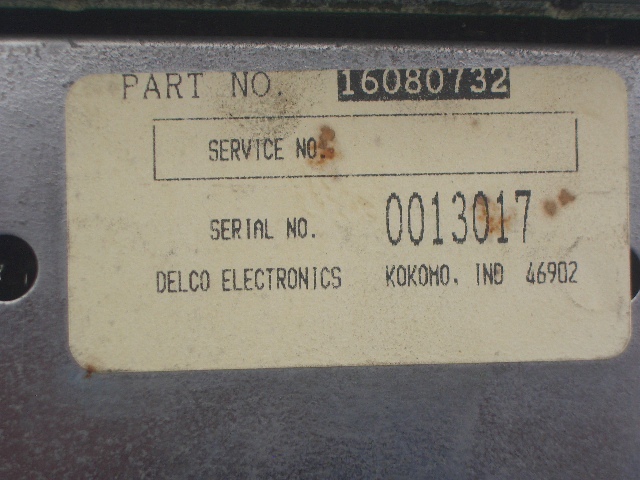 PART NO. 16080732
SERVICE NO.
SERIAL NO. 0013017
DELCO ELECTRONICS KOKOMO, IND 46902